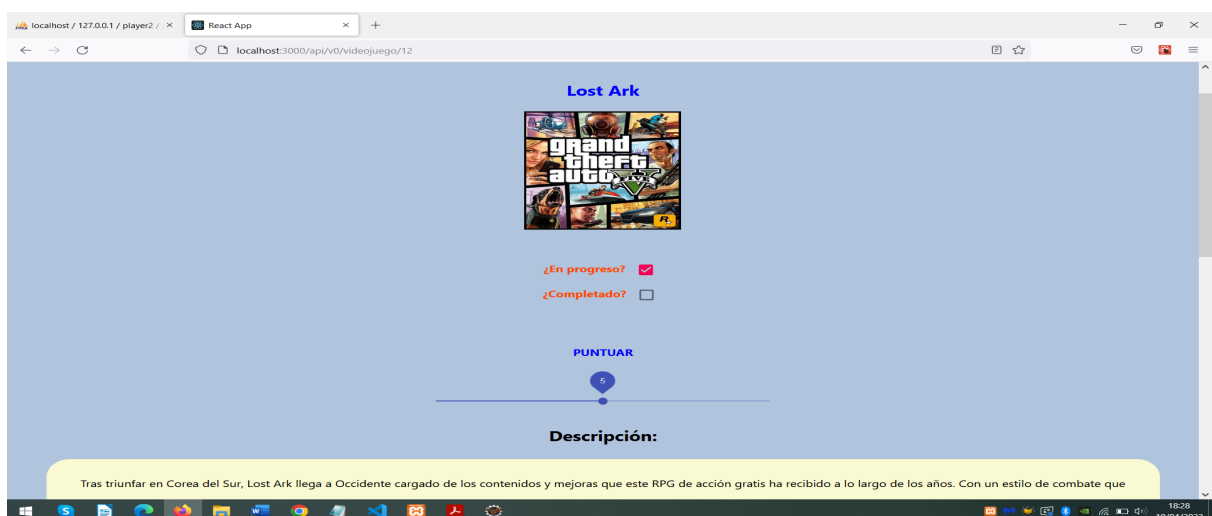 localhost / 127.0.0.1 / player2 /
React App
localhost:3000/api/v0/videojuego/12
Lost Ark
grand
theft
auto
FIVE
R
¿En progreso?
¿Completado?
PUNTUAR
5
Descripción:
Tras triunfar en Corea del Sur, Lost Ark llega a Occidente cargado de los contenidos y mejoras que este RPG de acción gratis ha recibido a lo largo de los años. Con un estilo de combate que
18:28